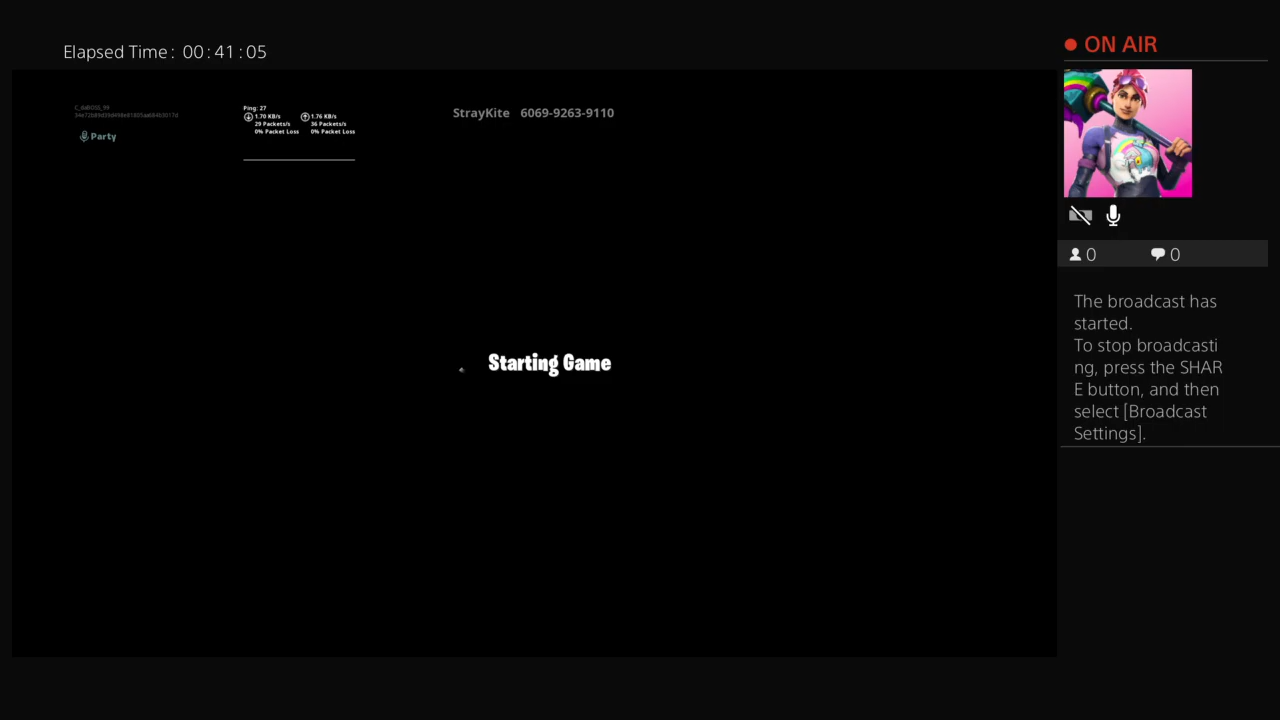 Elapsed Time: 00:41:05
ON AIR
C_daBOSS_99
Party
Ping: 27
1.70 KB/s 1.76 KB/s
29 Packets/s 36 Packets/s
0% Packet Loss 0% Packet Loss
StrayKite 6069-9263-9110
0 0
Starting Game
The broadcast has
started.
To stop broadcasti
ng, press the SHAR
E button, and then
select [Broadcast
Settings].